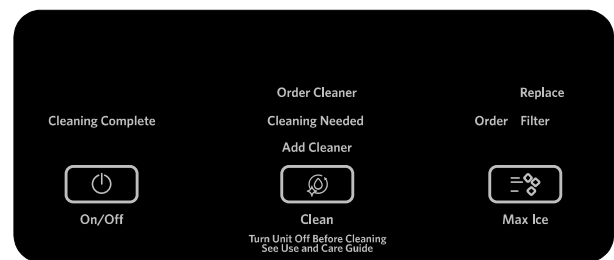 Order Cleaner
Replace
Cleaning Complete
Cleaning Needed
Order Filter
Add Cleaner
On/Off
Clean
Max Ice
Turn Unit Off Before Cleaning
See Use and Care Guide